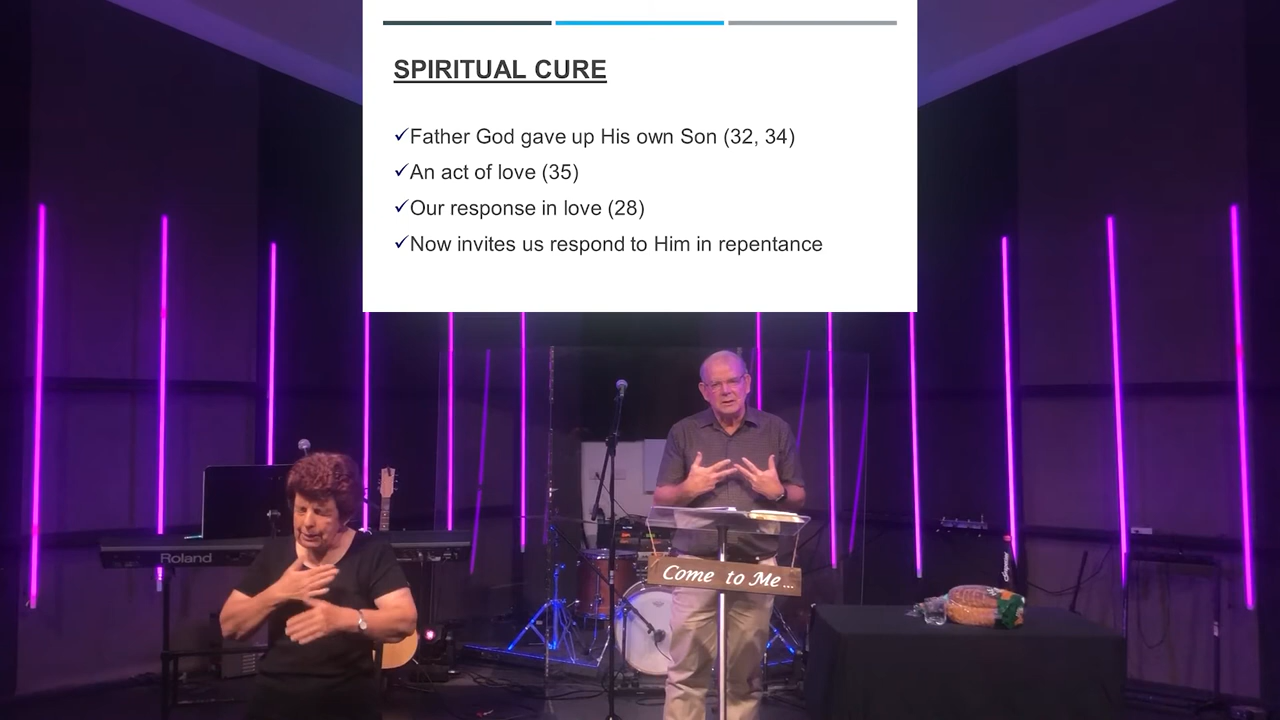 SPIRITUAL CURE
✓Father God gave up His own Son (32, 34)
✓An act of love (35)
✓Our response in love (28)
✓Now invites us respond to Him in repentance
Roland
Come to Me...